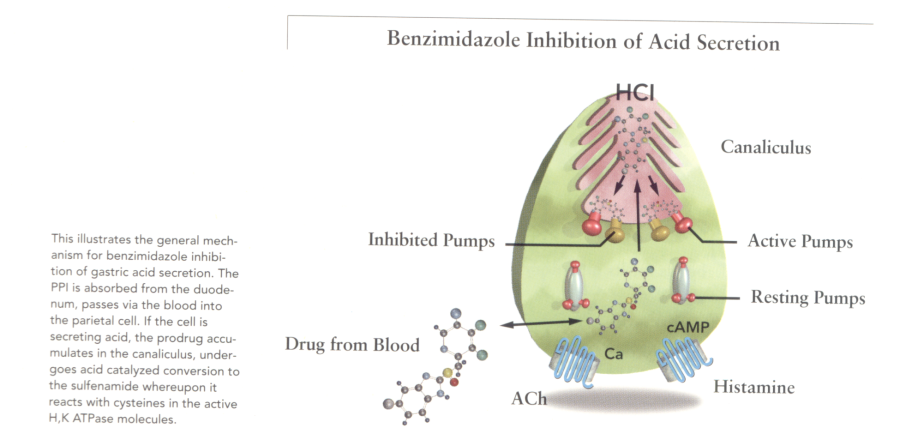 Benzimidazole Inhibition of Acid Secretion
HCl
Canaliculus
Inhibited Pumps
Active Pumps
Resting Pumps
Drug from Blood
cAMP
Ca
ACh
Histamine
This illustrates the general mech-
anism for benzimidazole inhibi-
tion of gastric acid secretion. The
PPI is absorbed from the duode-
num, passes via the blood into
the parietal cell. If the cell is
secreting acid, the prodrug accu-
mulates in the canaliculus, under-
goes acid catalyzed conversion to
the sulfenamide whereupon it
reacts with cysteines in the active
H,K ATPase molecules.